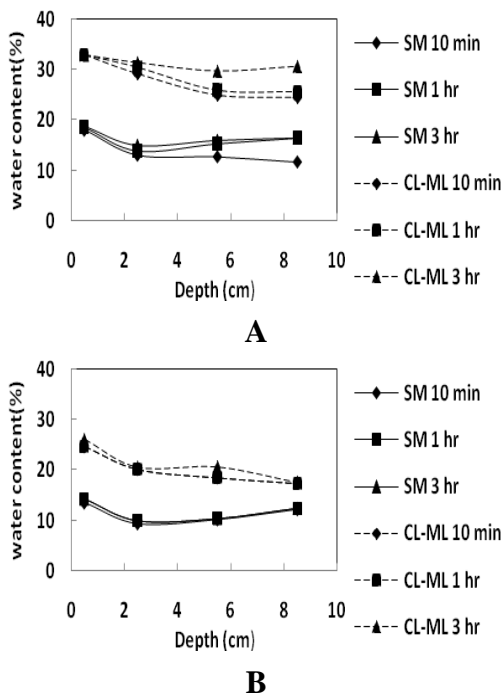 40
30
20
10
0
water content(%)
0 2 4 6 8 10
Depth (cm)
SM 10 min
SM 1 hr
SM 3 hr
CL-ML 10 min
CL-ML 1 hr
CL-ML 3 hr
A
40
30
20
10
0
water content(%)
0 2 4 6 8 10
Depth (cm)
SM 10 min
SM 1 hr
SM 3 hr
CL-ML 10 min
CL-ML 1 hr
CL-ML 3 hr
B